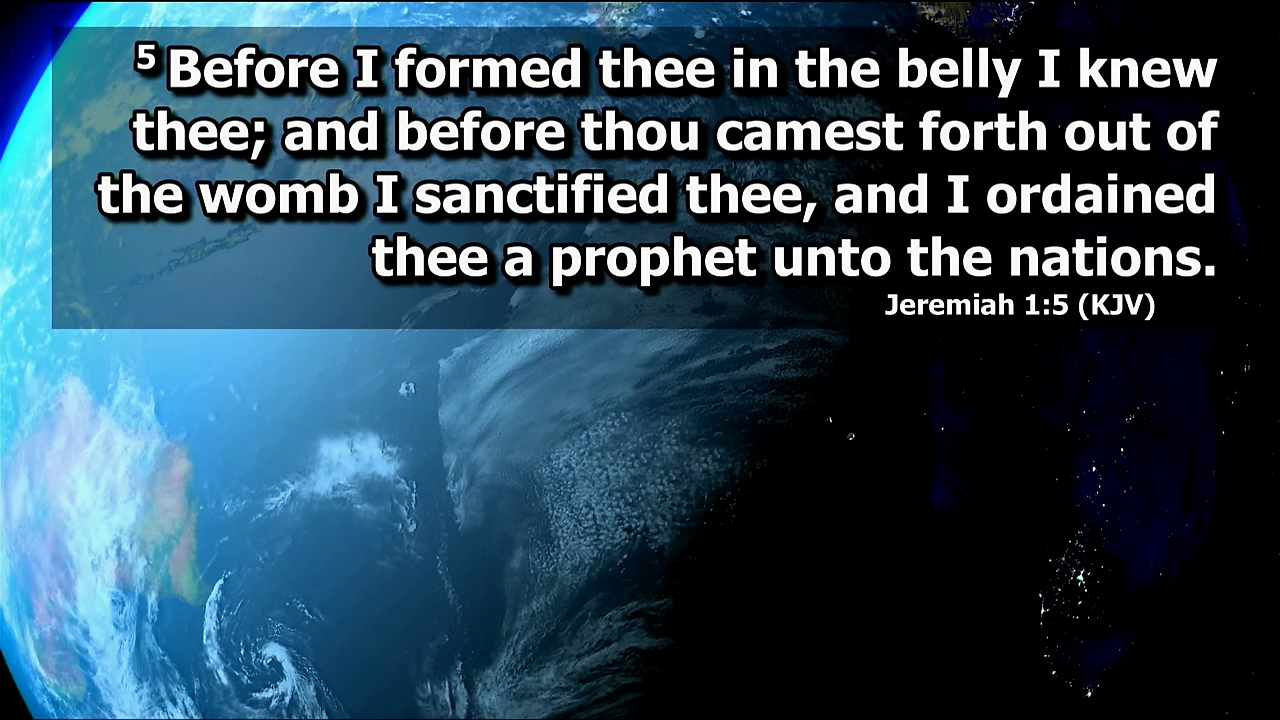 5 Before I formed thee in the belly I knew
thee; and before thou camest forth out of
the womb I sanctified thee, and I ordained
thee a prophet unto the nations.
Jeremiah 1:5 (KJV)